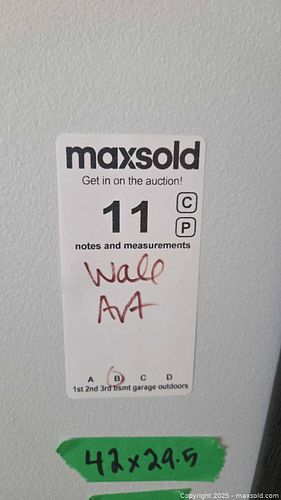 maxsold
Get in on the auction!
11
C
P
notes and measurements
Wall
Art
A B C D
1st 2nd 3rd bsmt garage outdoors
42x29.5
Copyright 2025 - maxsold.com